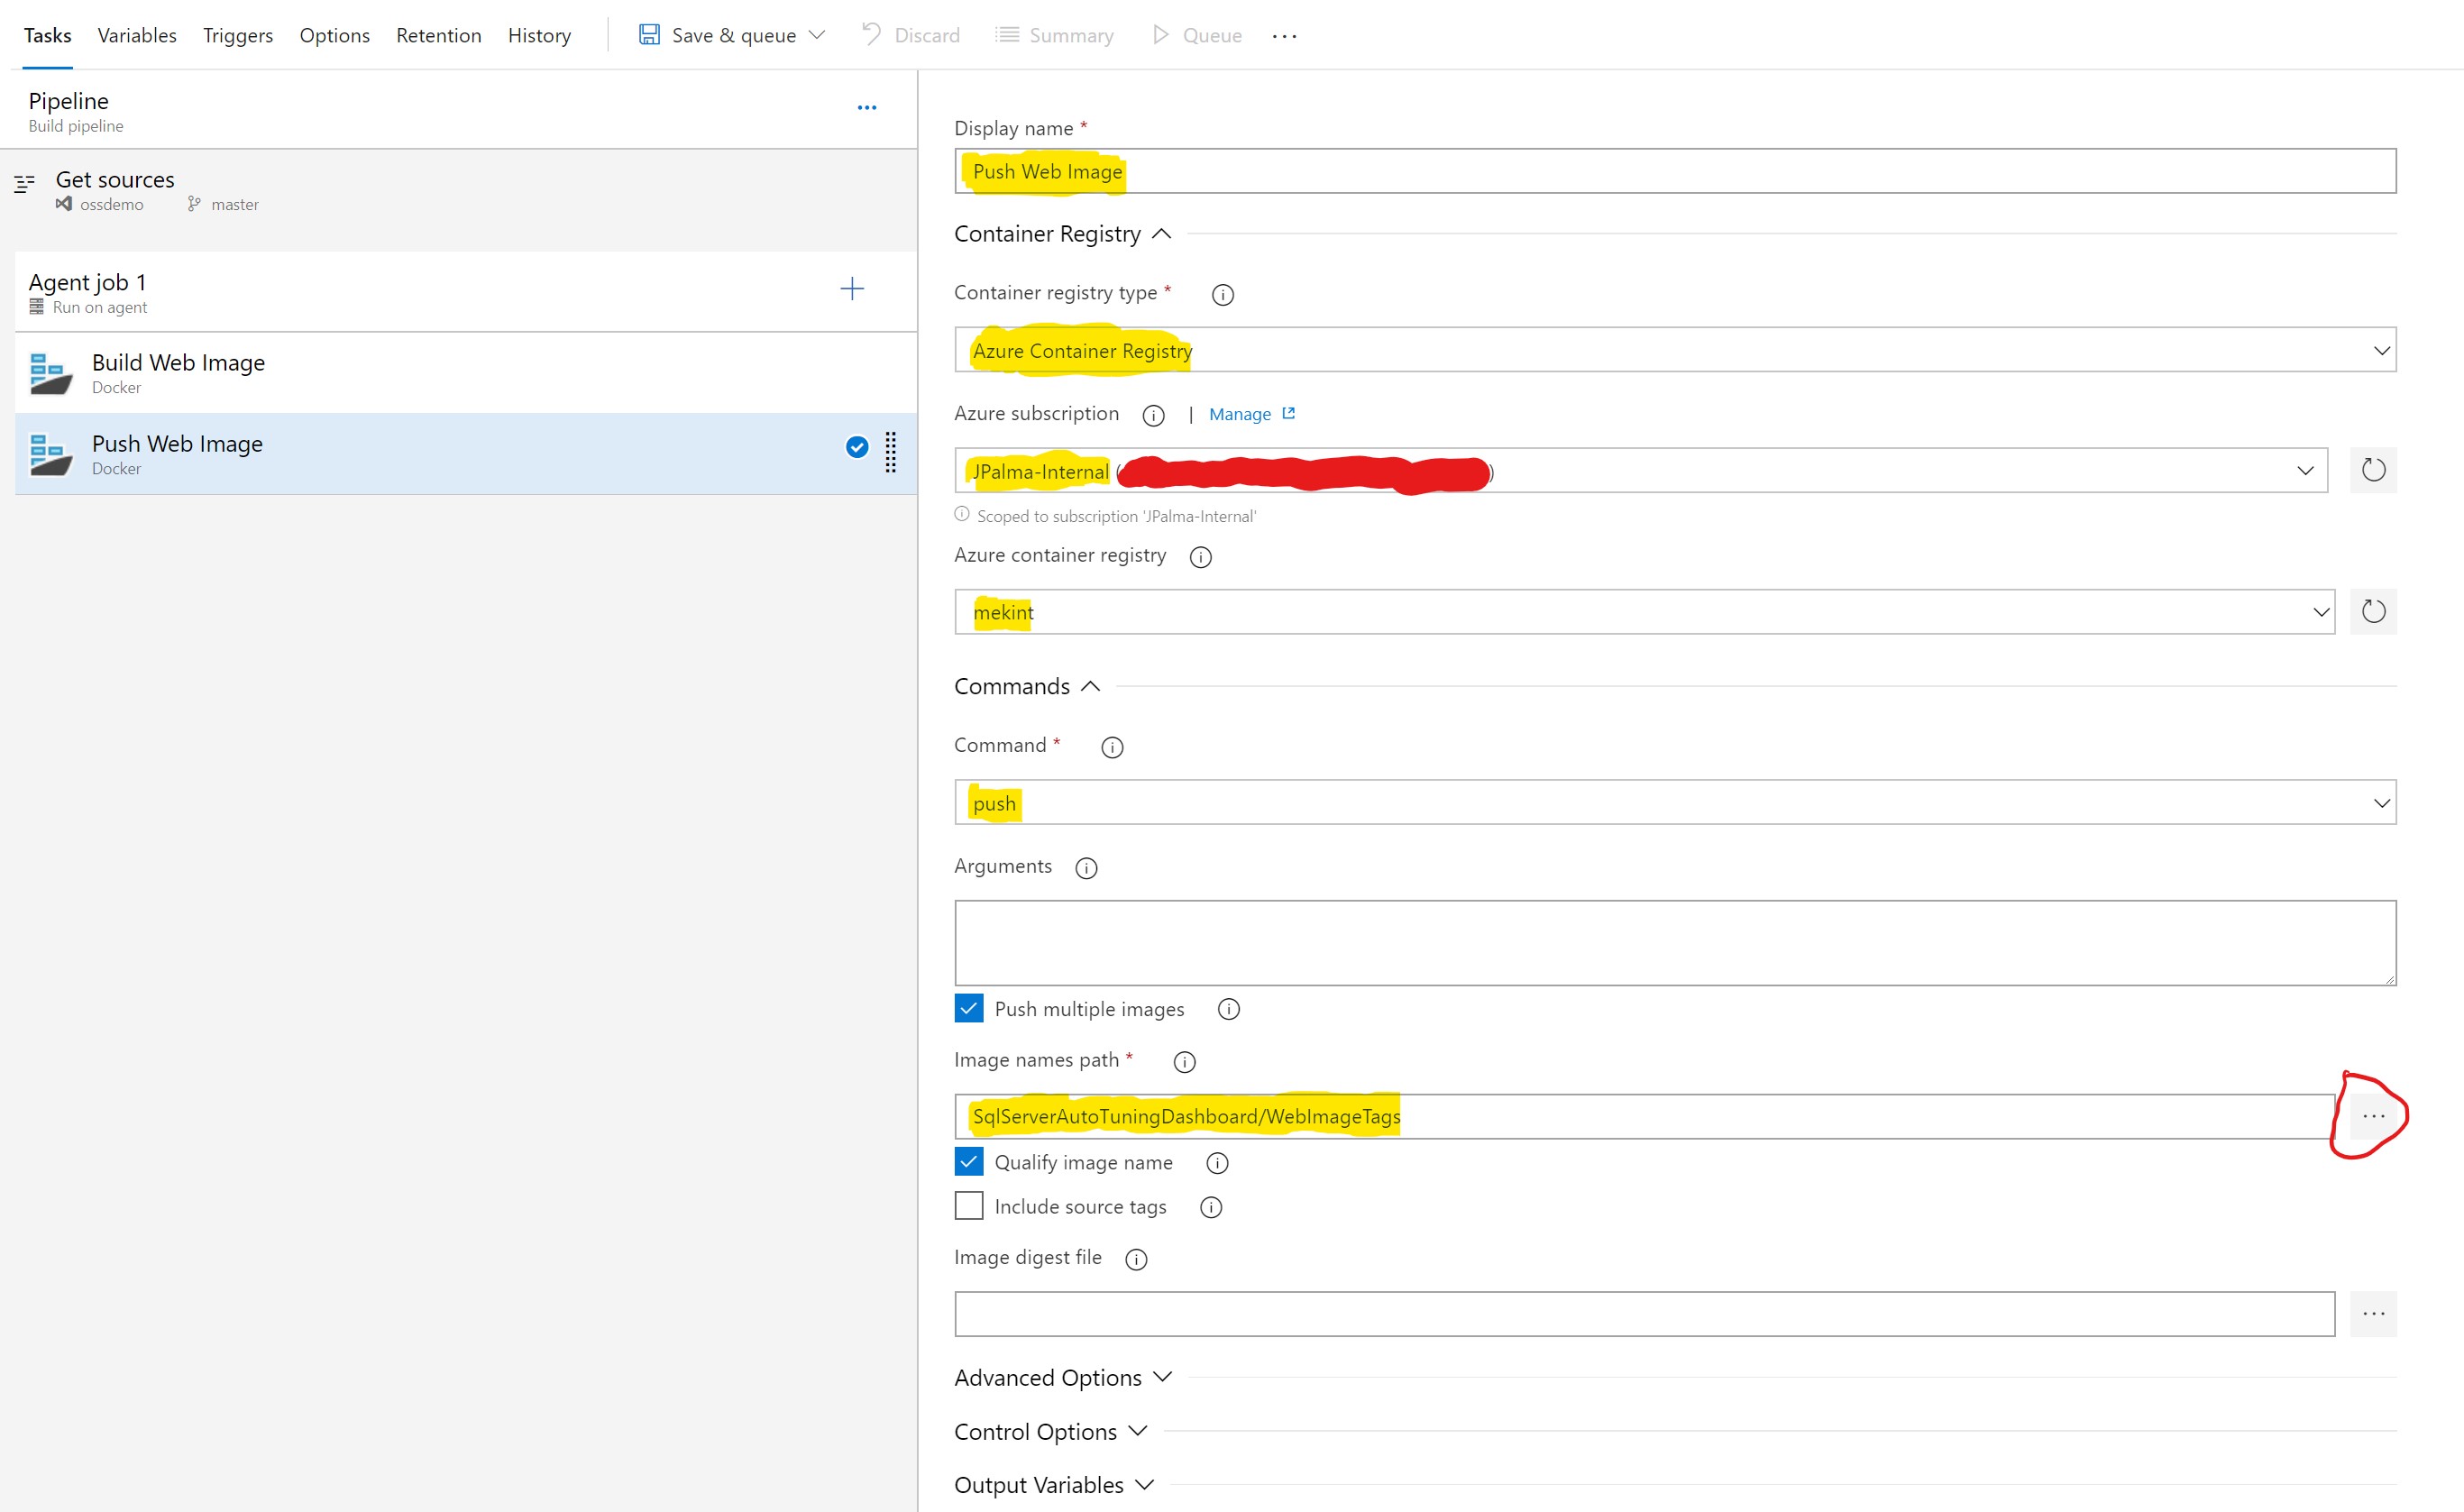 Tasks Variables Triggers Options Retention History Save & queue Discard Summary Queue ...
Pipeline
Build pipeline
Get sources
ossdemo master
Agent job 1
Run on agent
Build Web Image
Docker
Push Web Image
Docker
Display name *
Push Web Image
Container Registry
Container registry type *
Azure Container Registry
Azure subscription | Manage
JPalma-Internal ( )
Scoped to subscription 'JPalma-Internal'
Azure container registry
mekint
Commands
Command *
push
Arguments
Push multiple images
Image names path *
SqlServerAutoTuningDashboard/WebImageTags
Qualify image name
Include source tags
Image digest file
Advanced Options
Control Options
Output Variables